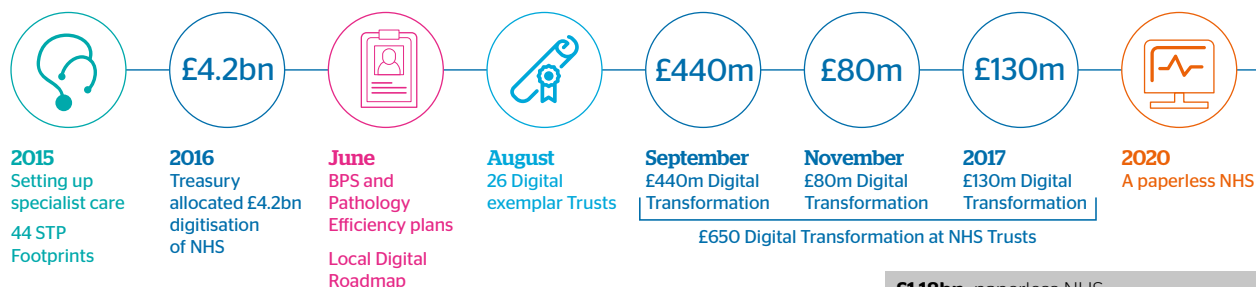 £4.2bn
£440m
£80m
£130m
2015
Setting up
specialist care
44 STP
Footprints
2016
Treasury
allocated £4.2bn
digitisation
of NHS
June
BPS and
Pathology
Efficiency plans
Local Digital
Roadmap
August
26 Digital
exemplar Trusts
September
£440m Digital
Transformation
November
£80m Digital
Transformation
2017
£130m Digital
Transformation
£650 Digital Transformation at NHS Trusts
2020
A paperless NHS
paperless NHS